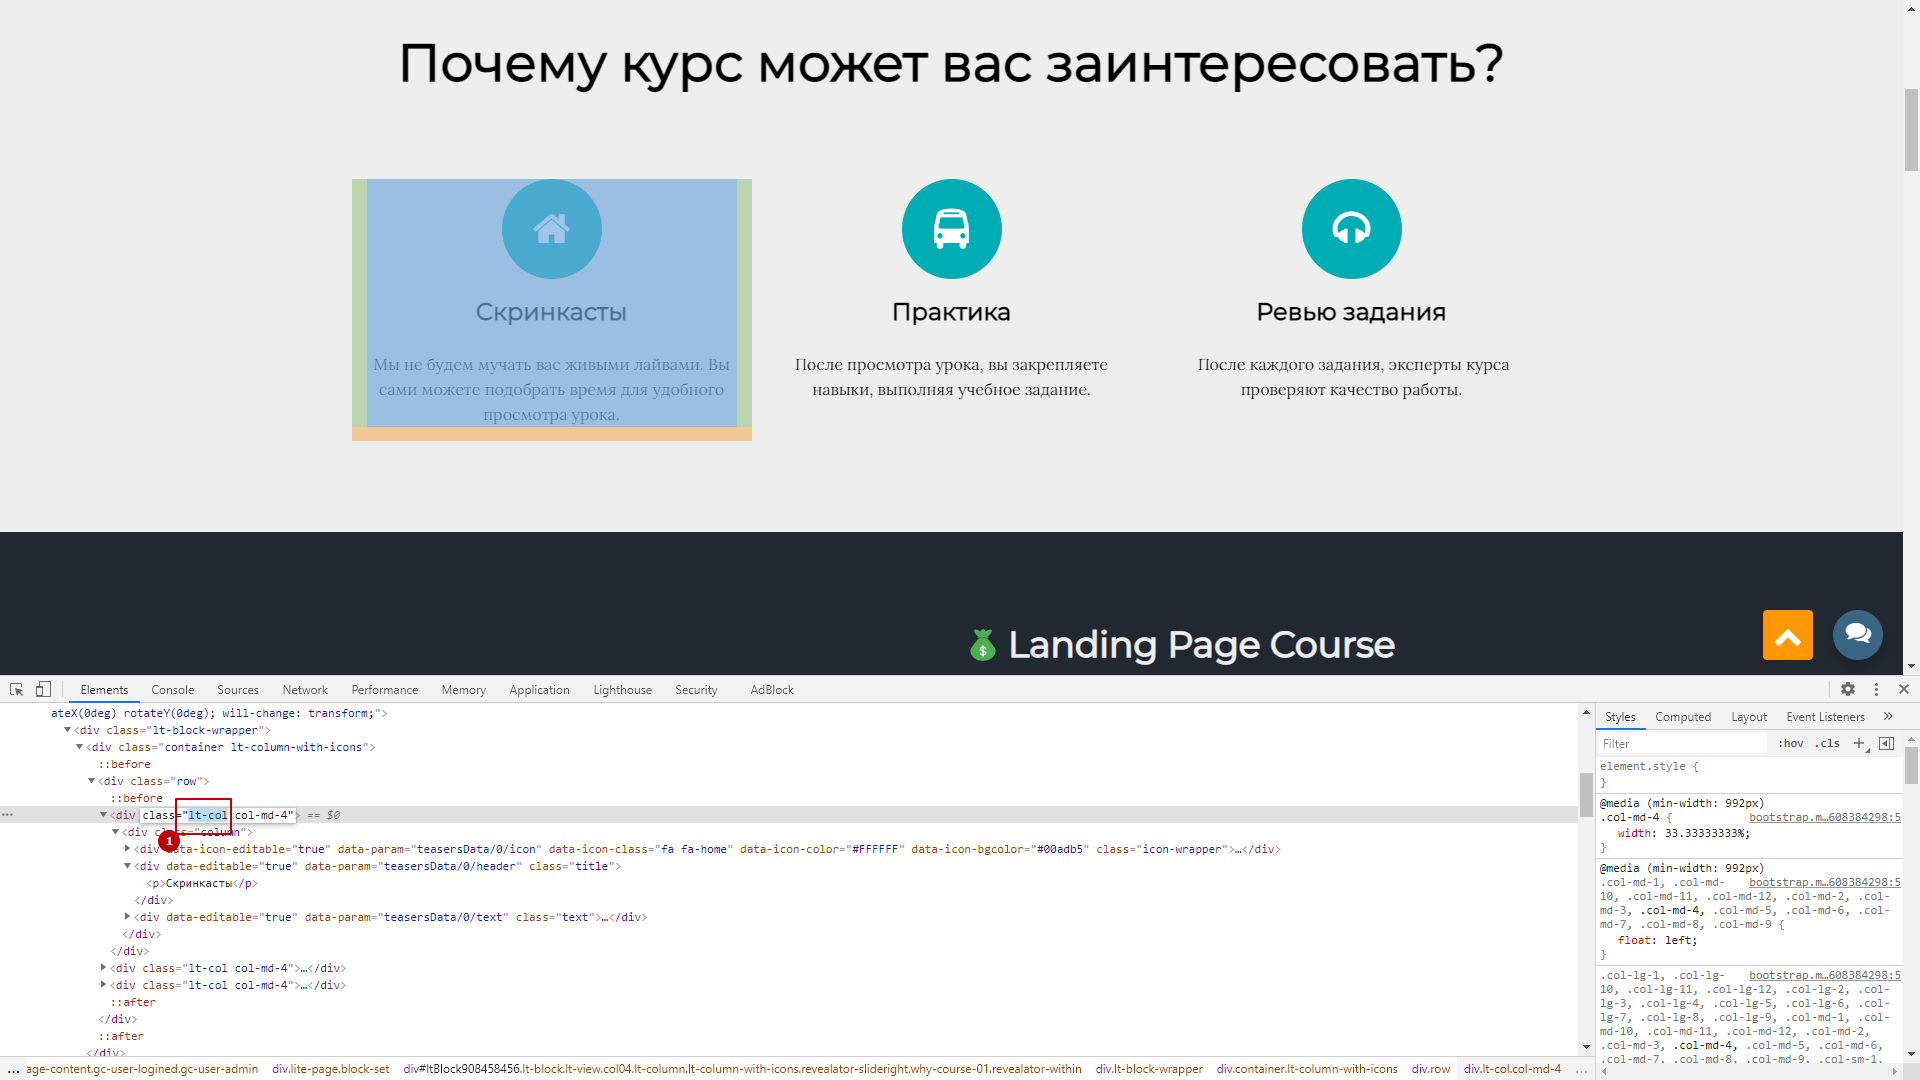 Почему курс может вас заинтересовать?
Скринкасты
Мы не будем мучать вас живыми лайвами. Вы
сами можете подобрать время для удобного
просмотра урока.
Практика
После просмотра урока, вы закрепляете
навыки, выполняя учебное задание.
Ревью задания
После каждого задания, эксперты курса
проверяют качество работы.
$ Landing Page Course
Elements Console Sources Network Performance Memory Application Lighthouse Security AdBlock
ateX(0deg) rotateY(0deg); will-change: transform;">
<div class="lt-block-wrapper">
<div class="container lt-column-with-icons">
::before
<div class="row">
::before
<div class="lt-col col-md-4"> == $0
1
<div class="column">
<div data-icon-editable="true" data-param="teasersData/0/icon" data-icon-class="fa fa-home" data-icon-color="#FFFFFF" data-icon-bgcolor="#00adb5" class="icon-wrapper">…</div>
<div data-editable="true" data-param="teasersData/0/header" class="title">
<p>Скринкасты</p>
</div>
<div data-editable="true" data-param="teasersData/0/text" class="text">…</div>
</div>
</div>
<div class="lt-col col-md-4">…</div>
<div class="lt-col col-md-4">…</div>
::after
</div>
::after
</div>
... age-content.gc-user-logined.gc-user-admin div.lite-page.block-set div#ltBlock908458456.lt-block.lt-view.col04.lt-column.lt-column-with-icons.revealator-slideright.why-course-01.revealator-within div.lt-block-wrapper div.container.lt-column-with-icons div.row div.lt-col.col-md-4 ...
Styles Computed Layout Event Listeners »
Filter :hov .cls +
element.style {
}
@media (min-width: 992px)
.col-md-4 { bootstrap.m…608384298:5
width: 33.33333333%;
}
@media (min-width: 992px)
.col-md-1, .col-md- bootstrap.m…608384298:5
10, .col-md-11, .col-md-12, .col-md-2, .col-
md-3, .col-md-4, .col-md-5, .col-md-6, .col-
md-7, .col-md-8, .col-md-9 {
float: left;
}
.col-lg-1, .col-lg- bootstrap.m…608384298:5
10, .col-lg-11, .col-lg-12, .col-lg-2, .col-
lg-3, .col-lg-4, .col-lg-5, .col-lg-6, .col-
lg-7, .col-lg-8, .col-lg-9, .col-md-1, .col-
md-10, .col-md-11, .col-md-12, .col-md-2,
.col-md-3, .col-md-4, .col-md-5, .col-md-6,
.col-md-7, .col-md-8, .col-md-9, .col-sm-1,